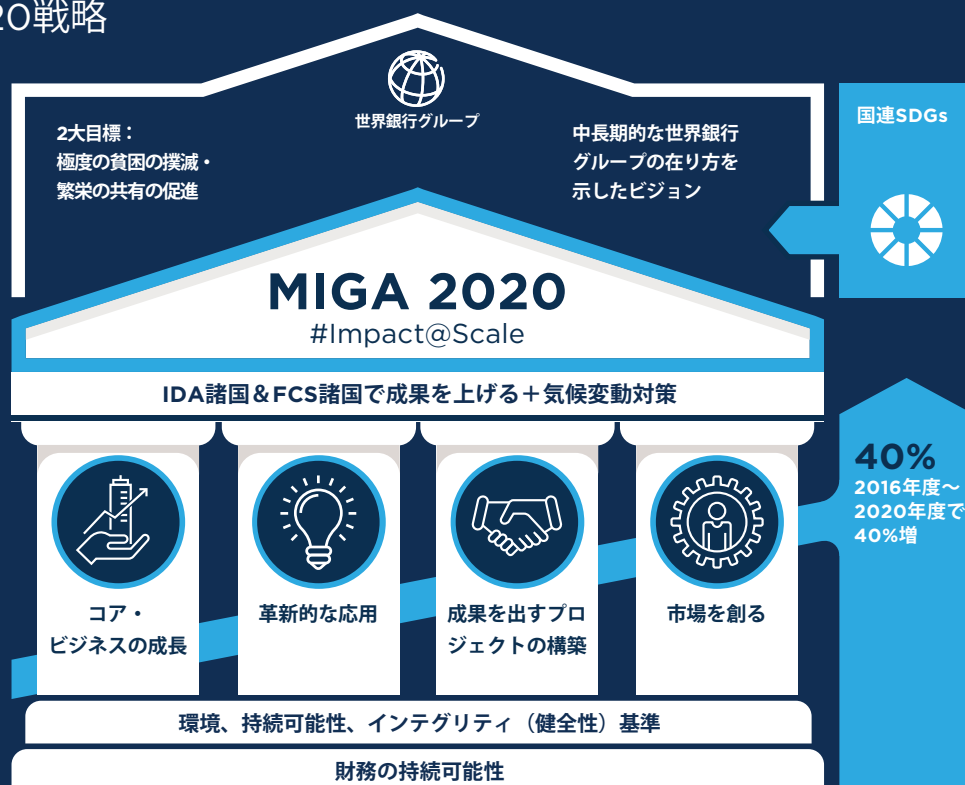 20戦略
世界銀行グループ
2大目標：
極度の貧困の撲滅・
繁栄の共有の促進
中長期的な世界銀行
グループの在り方を
示したビジョン
国連SDGs
MIGA 2020
#Impact@Scale
IDA諸国＆FCS諸国で成果を上げる＋気候変動対策
40%
2016年度～
2020年度で
40%増
コア・
ビジネスの成長
革新的な応用
成果を出すプロ
ジェクトの構築
市場を創る
環境、持続可能性、インテグリティ（健全性）基準
財務の持続可能性